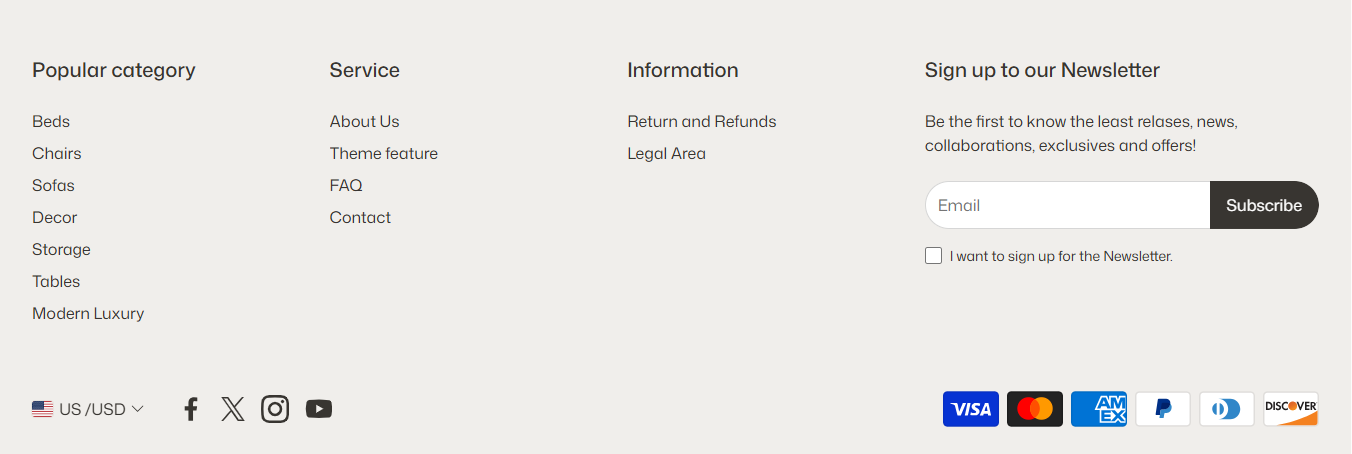 Popular category
Beds
Chairs
Sofas
Decor
Storage
Tables
Modern Luxury
Service
About Us
Theme feature
FAQ
Contact
Information
Return and Refunds
Legal Area
Sign up to our Newsletter
Be the first to know the least relases, news,
collaborations, exclusives and offers!
Email
Subscribe
I want to sign up for the Newsletter.
US /USD
VISA
AM
EX
DISCOVER